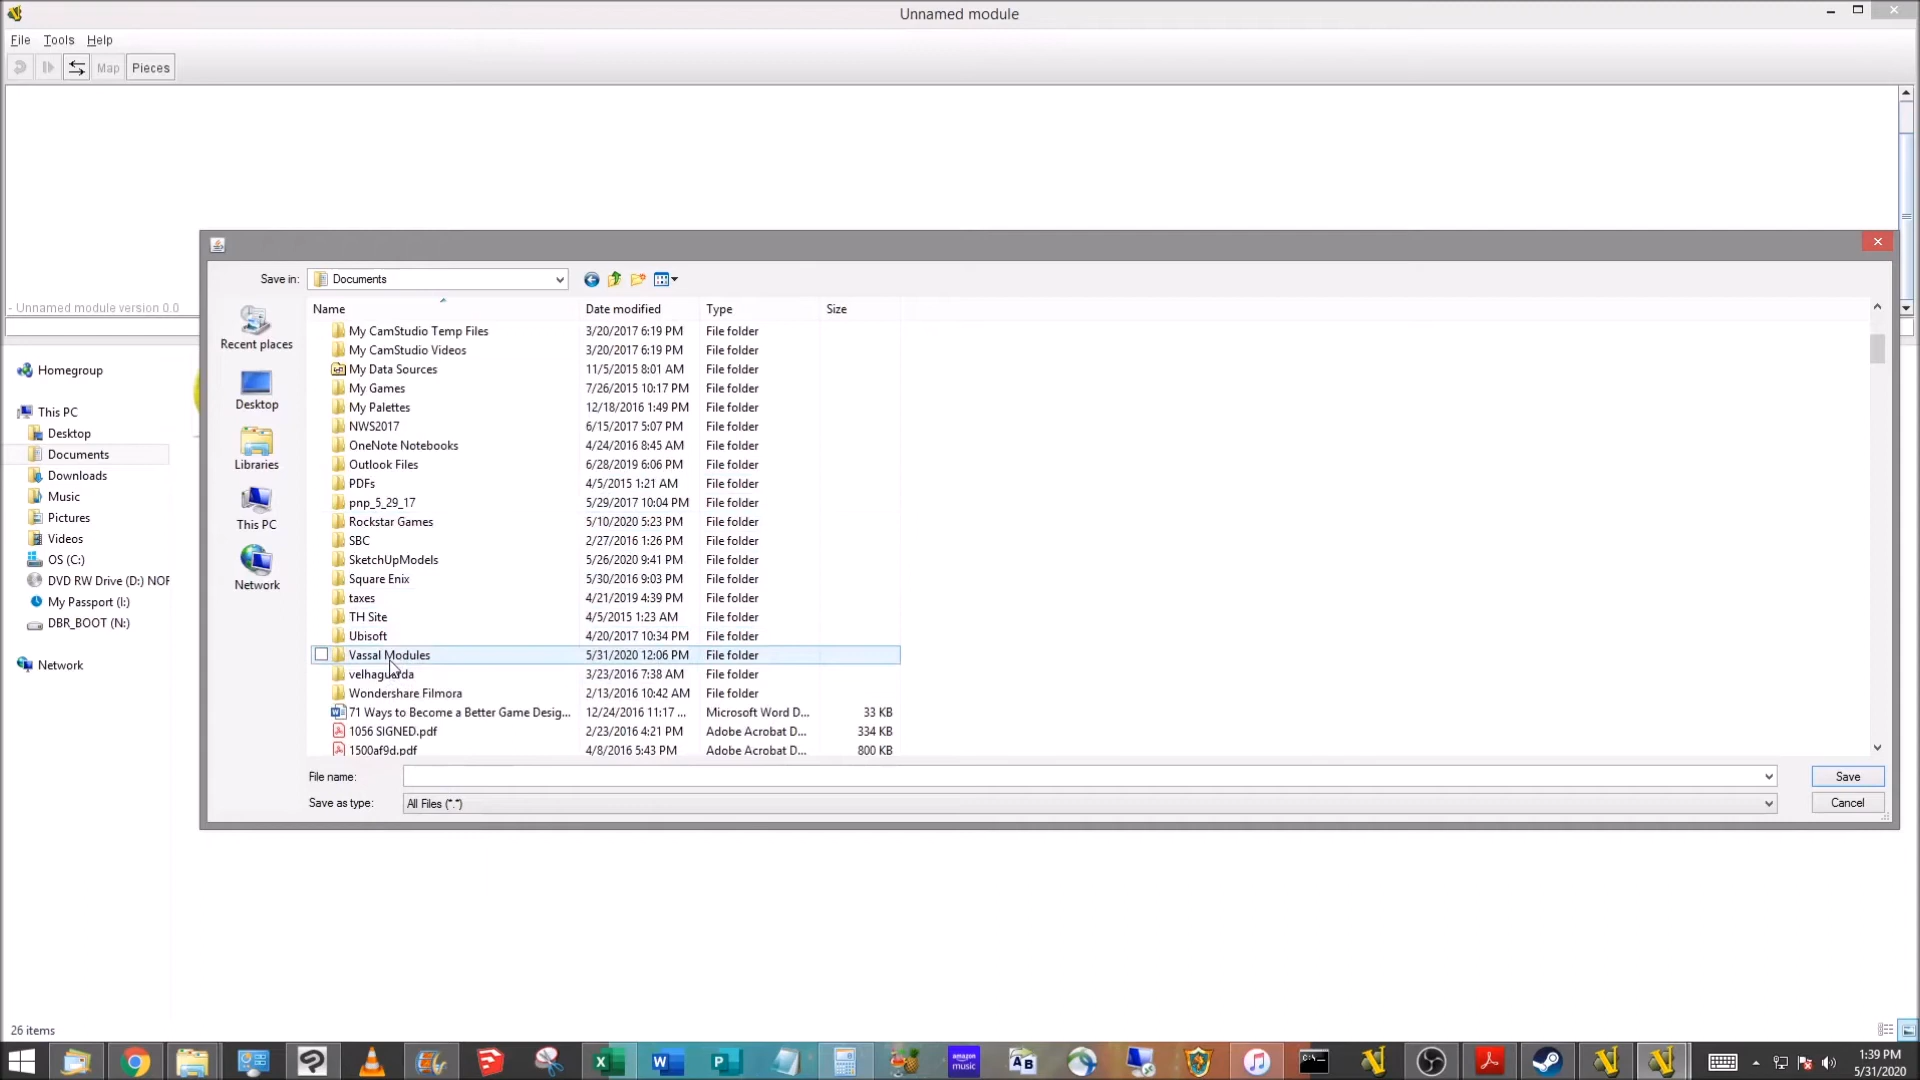 Unnamed module
File Tools Help
Map Pieces
- Unnamed module version 0.0
Save in: Documents
Name Date modified Type Size
Recent places
Desktop
Libraries
This PC
Network
My CamStudio Temp Files 3/20/2017 6:19 PM File folder
My CamStudio Videos 3/20/2017 6:19 PM File folder
My Data Sources 11/5/2015 8:01 AM File folder
My Games 7/26/2015 10:17 PM File folder
My Palettes 12/18/2016 1:49 PM File folder
NWS2017 6/15/2017 5:07 PM File folder
OneNote Notebooks 4/24/2016 8:45 AM File folder
Outlook Files 6/28/2019 6:06 PM File folder
PDFs 4/5/2015 1:21 AM File folder
pnp_5_29_17 5/29/2017 10:04 PM File folder
Rockstar Games 5/10/2020 5:23 PM File folder
SBC 2/27/2016 1:26 PM File folder
SketchUpModels 5/26/2020 9:41 PM File folder
Square Enix 5/30/2016 9:03 PM File folder
taxes 4/21/2019 4:39 PM File folder
TH Site 4/5/2015 1:23 AM File folder
Ubisoft 4/20/2017 10:34 PM File folder
Vassal Modules 5/31/2020 12:06 PM File folder
velhaguarda 3/23/2016 7:38 AM File folder
Wondershare Filmora 2/13/2016 10:42 AM File folder
71 Ways to Become a Better Game Desig... 12/24/2016 11:17 ... Microsoft Word D... 33 KB
1056 SIGNED.pdf 2/23/2016 4:21 PM Adobe Acrobat D... 334 KB
1500af9d.pdf 4/8/2016 5:43 PM Adobe Acrobat D... 800 KB
File name: Save
Save as type: All Files (*.*) Cancel
Homegroup
This PC
Desktop
Documents
Downloads
Music
Pictures
Videos
OS (C:)
DVD RW Drive (D:) NOF
My Passport (I:)
DBR_BOOT (N:)
Network
26 items
amazon music
1:39 PM
5/31/2020